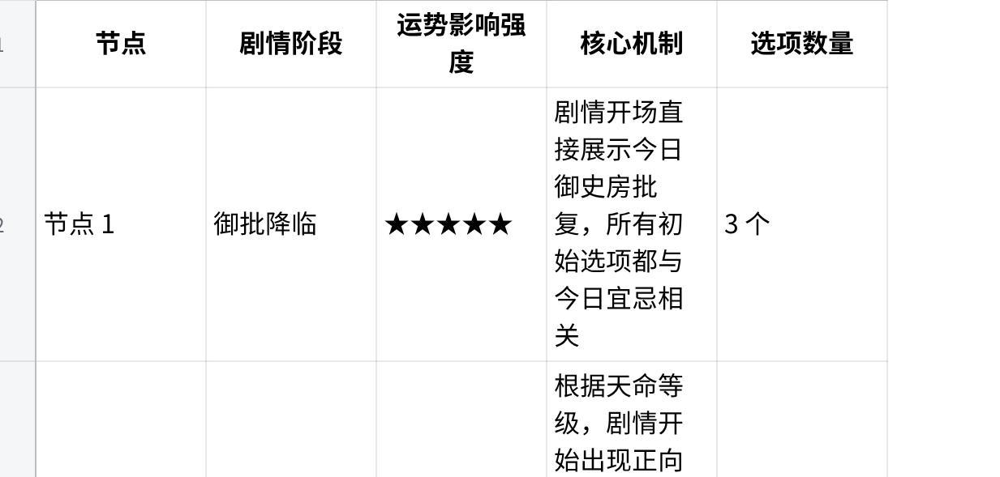 节点
剧情阶段
运势影响强
度
核心机制
选项数量
1
2
节点 1
御批降临
★★★★★
剧情开场直
接展示今日
御史房批
复，所有初
始选项都与
今日宜忌相
关
3 个
根据天命等
级，剧情开
始出现正向